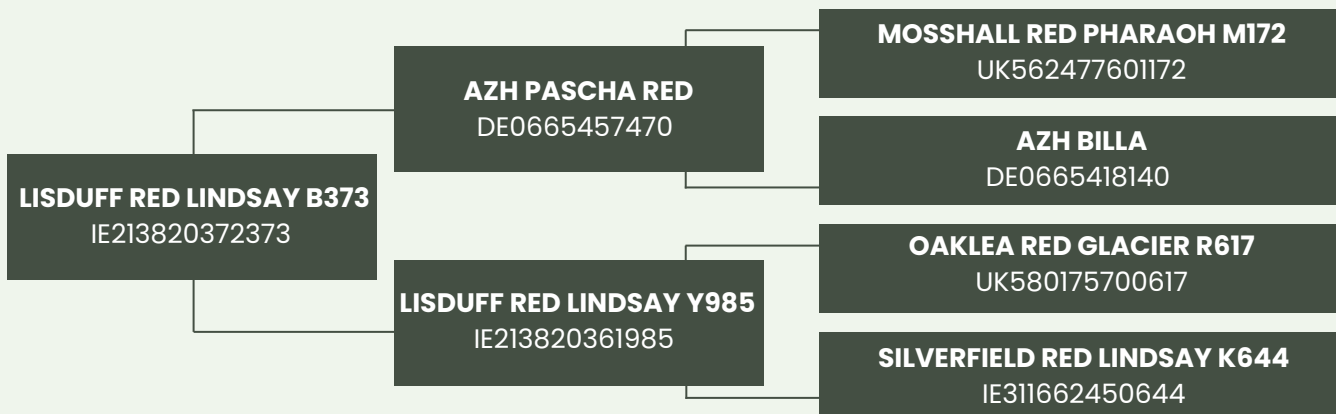 MOSSHALL RED PHARAOH M172
UK562477601172
AZH PASCHA RED
DE0665457470
AZH BILLA
DE0665418140
LISDUFF RED LINDSAY B373
IE213820372373
OAKLEA RED GLACIER R617
UK580175700617
LISDUFF RED LINDSAY Y985
IE213820361985
SILVERFIELD RED LINDSAY K644
IE311662450644